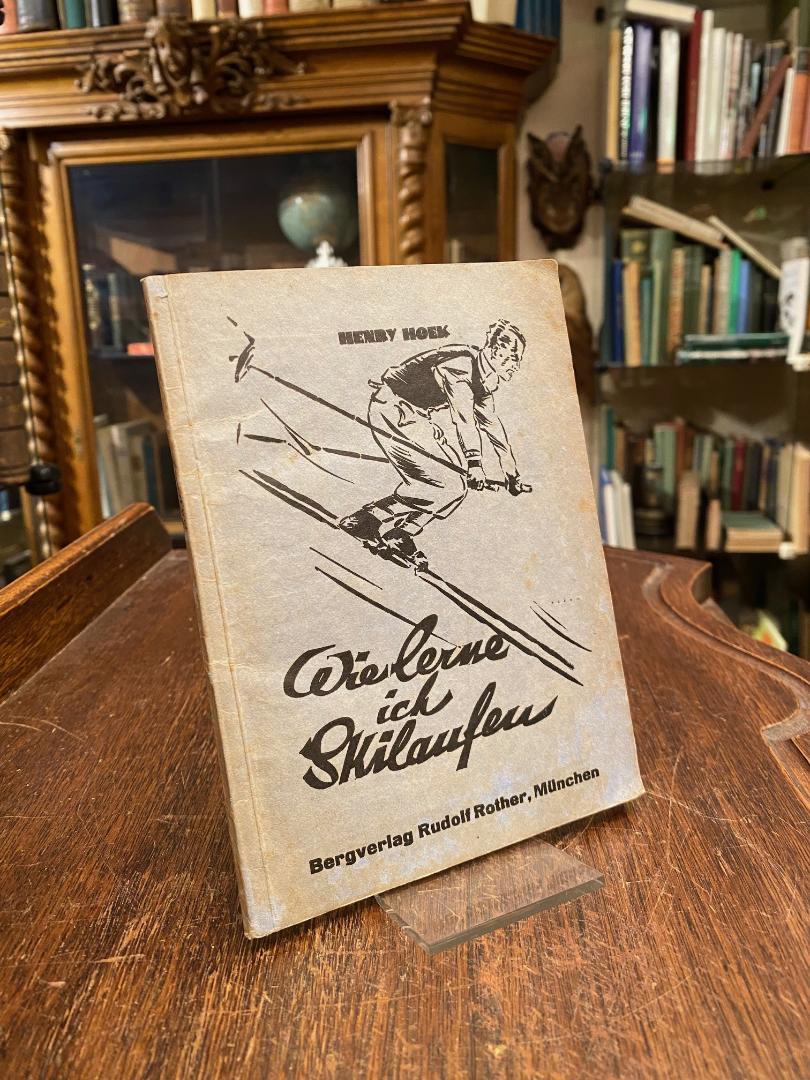 HENRY HOEK
Wie lerne
ich
Skilaufen
Bergverlag Rudolf Rother, München